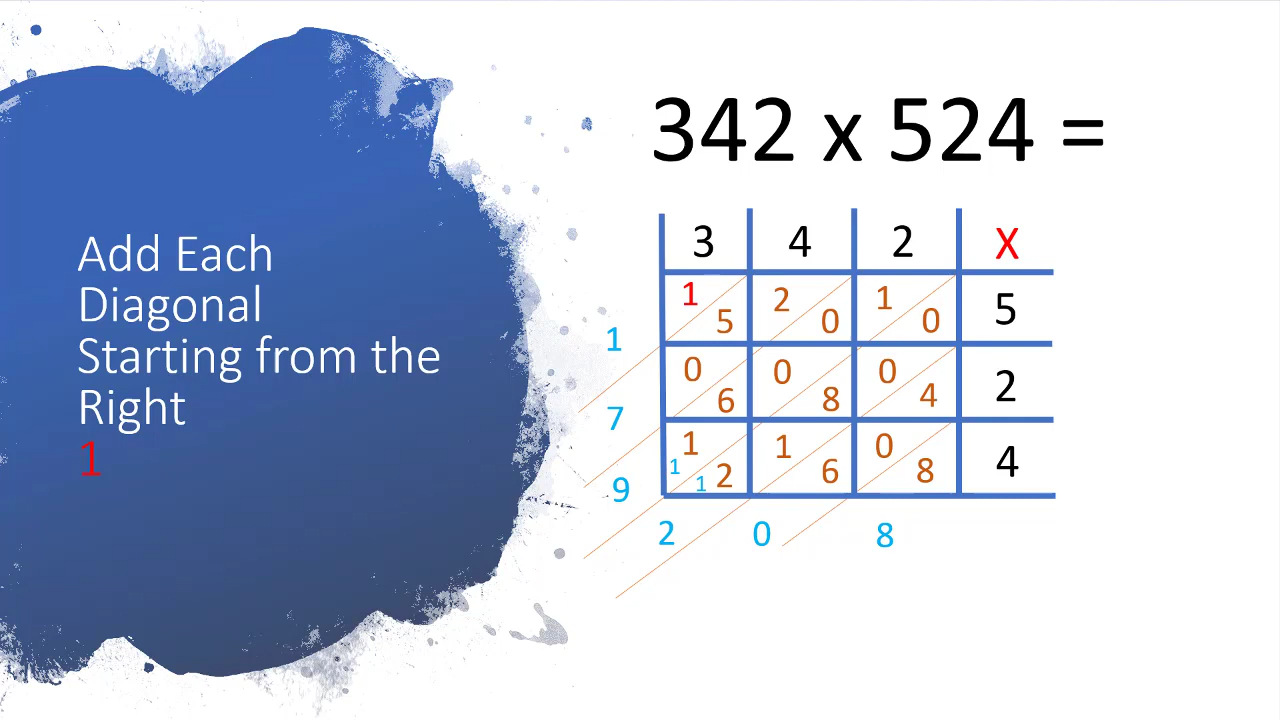 Add Each
Diagonal
Starting from the
Right
1
342 x 524 =
3 4 2 X
1 2 1
5 0 0 5
1
0 0 0
6 8 4 2
7
1 1 0
1 1 2 6 8 4
9
2 0 8